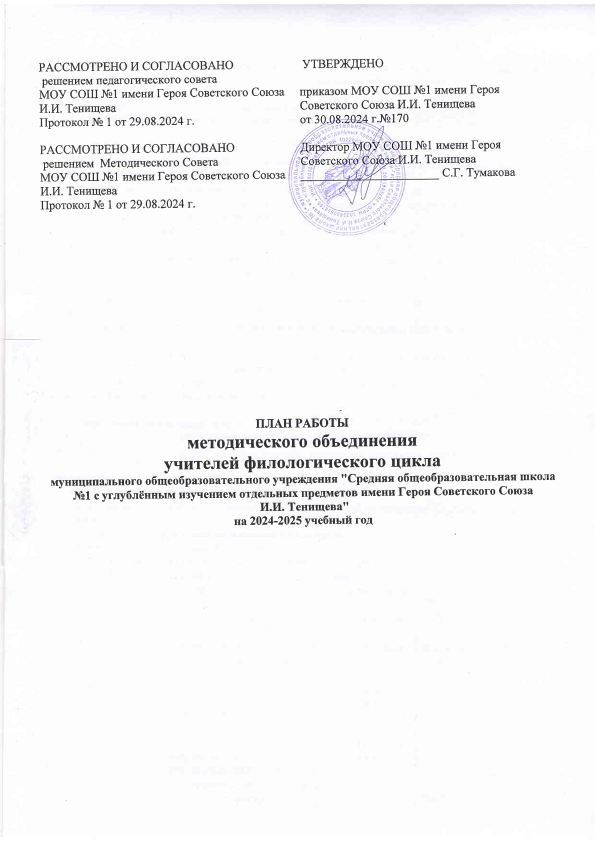 РАССМОТРЕНО И СОГЛАСОВАНО
решением педагогического совета
МОУ СОШ №1 имени Героя Советского Союза
И.И. Тенищева
Протокол № 1 от 29.08.2024 г.
РАССМОТРЕНО И СОГЛАСОВАНО
решением Методического Совета
МОУ СОШ №1 имени Героя Советского Союза
И.И. Тенищева
Протокол № 1 от 29.08.2024 г.
УТВЕРЖДЕНО
приказом МОУ СОШ №1 имени Героя
Советского Союза И.И. Тенищева
от 30.08.2024 г.№170
Директор МОУ СОШ №1 имени Героя
Советского Союза И.И. Тенищева
С.Г. Тумакова
ПЛАН РАБОТЫ
методического объединения
учителей филологического цикла
муниципального общеобразовательного учреждения "Средняя общеобразовательная школа
№1 с углублённым изучением отдельных предметов имени Героя Советского Союза
И.И. Тенищева"
на 2024-2025 учебный год